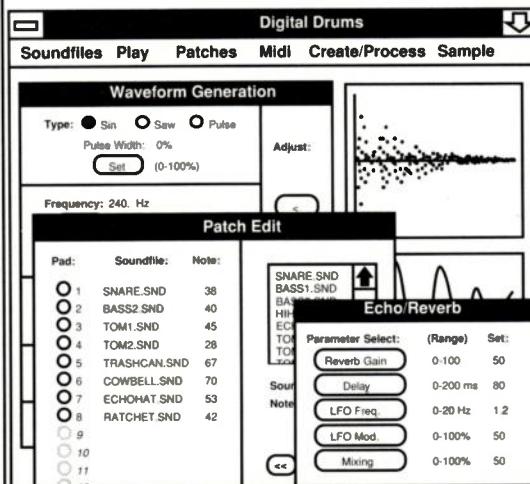 Digital Drums
Soundfiles Play Patches Midi Create/Process Sample
Waveform Generation
Type: Sin Saw Pulse
Pulse Width: 0%
Set (0-100%)
Adjust:
<
Frequency: 240. Hz
Patch Edit
Pad: Soundfile: Note:
1 SNARE.SND 38
2 BASS2.SND 40
3 TOM1.SND 45
4 TOM2.SND 28
5 TRASHCAN.SND 67
6 COWBELL.SND 70
7 ECHOHAT.SND 53
8 RATCHET.SND 42
9
10
11
SNARE.SND
BASS1.SND
HIH
TOM
TOM
Sour
Note
<<
Echo/Reverb
Parameter Select: (Range) Set:
Reverb Gain 0-100 50
Delay 0-200 ms 80
LFO Freq. 0-20 Hz 1.2
LFO Mod. 0-100% 50
Mixing 0-100% 50